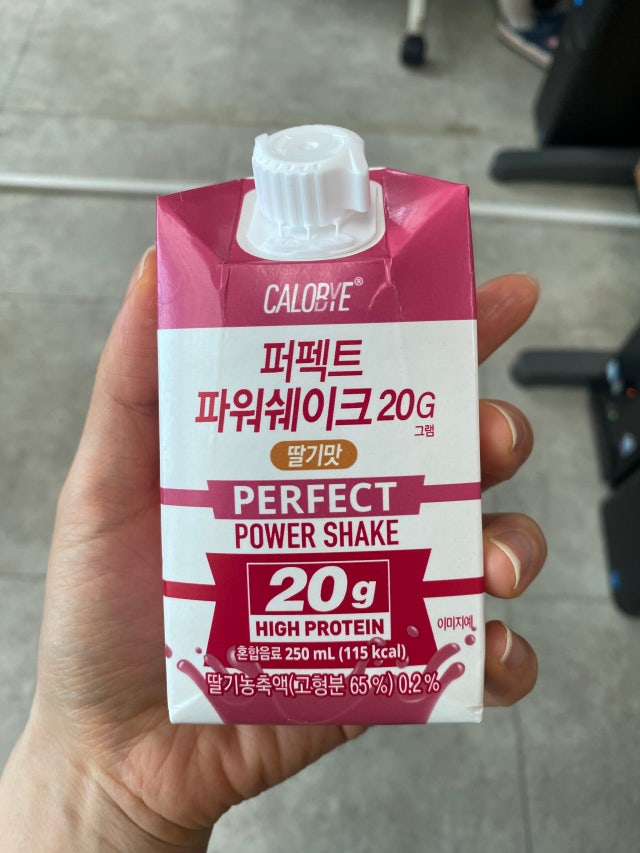 CALOBYE®
퍼펙트
파워쉐이크 20G
그램
딸기맛
PERFECT
POWER SHAKE
20g
HIGH PROTEIN
이미지예
혼합음료 250 mL (115 kcal)
딸기농축액(고형분 65 %) 0.2 %